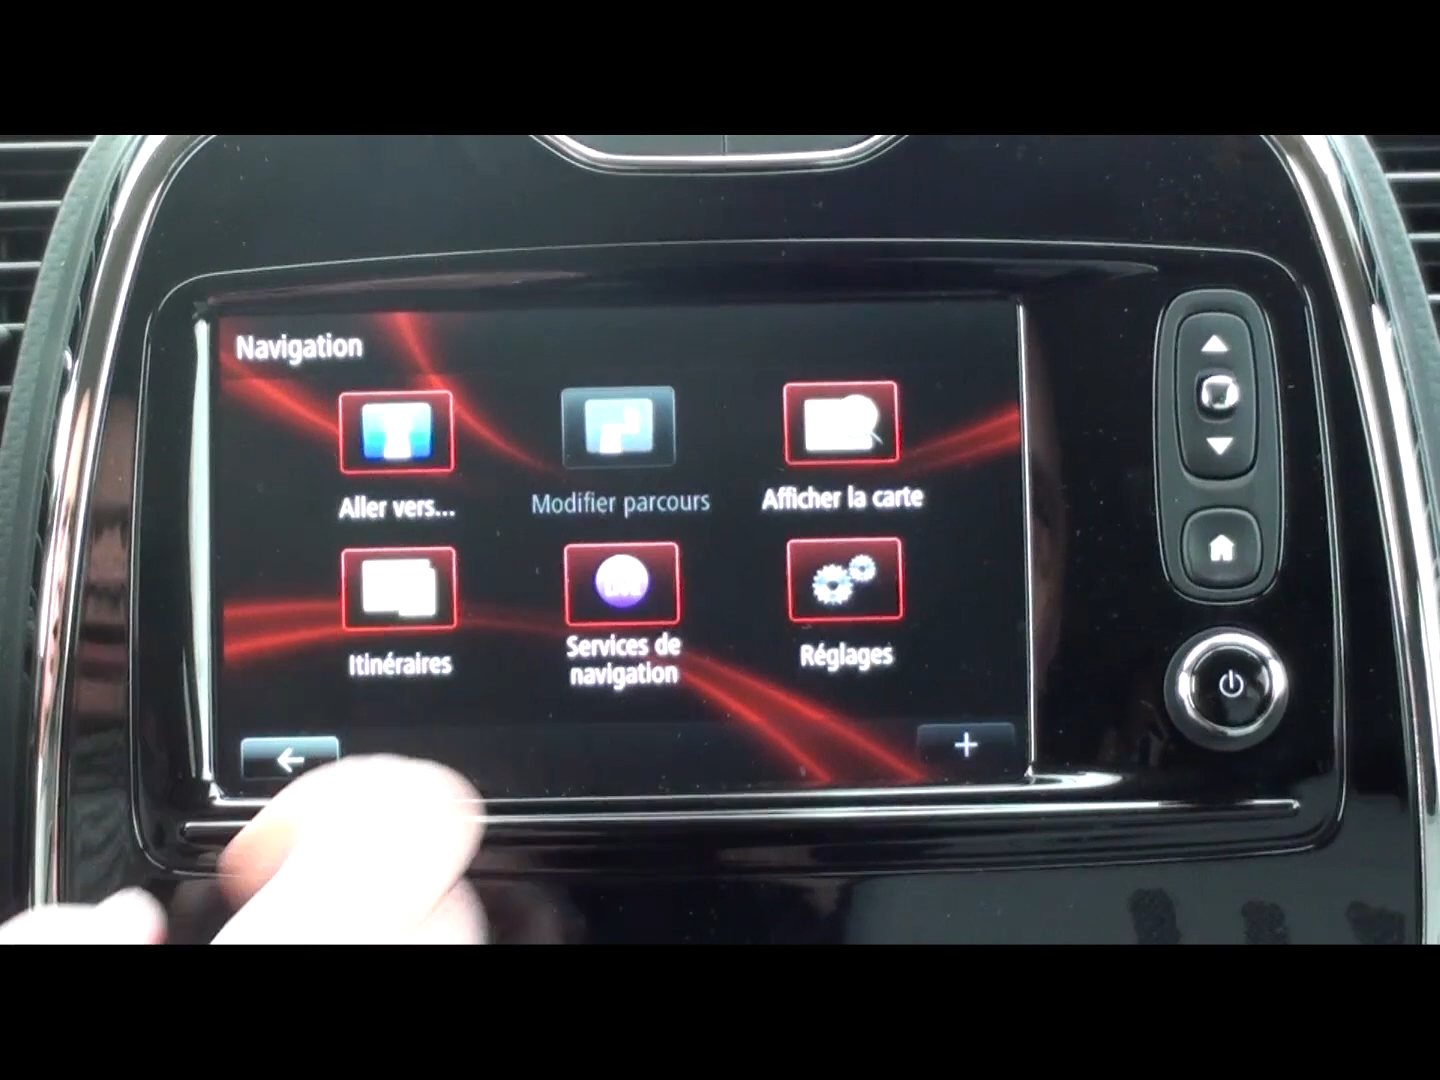 Navigation
Aller vers...
Modifier parcours
Afficher la carte
Itinéraires
Services de
navigation
Réglages